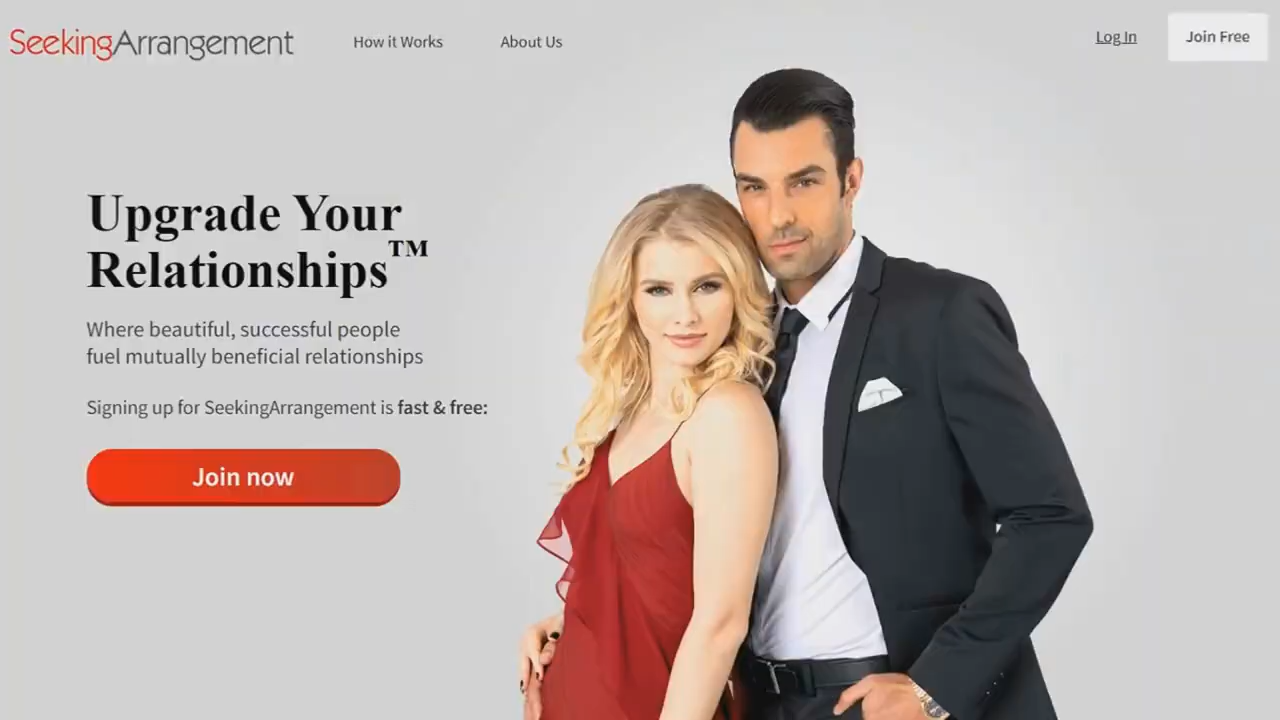 SeekingArrangement
How it Works
About Us
Log In
Join Free
Upgrade Your
Relationships™
Where beautiful, successful people
fuel mutually beneficial relationships
Signing up for SeekingArrangement is fast & free:
Join now